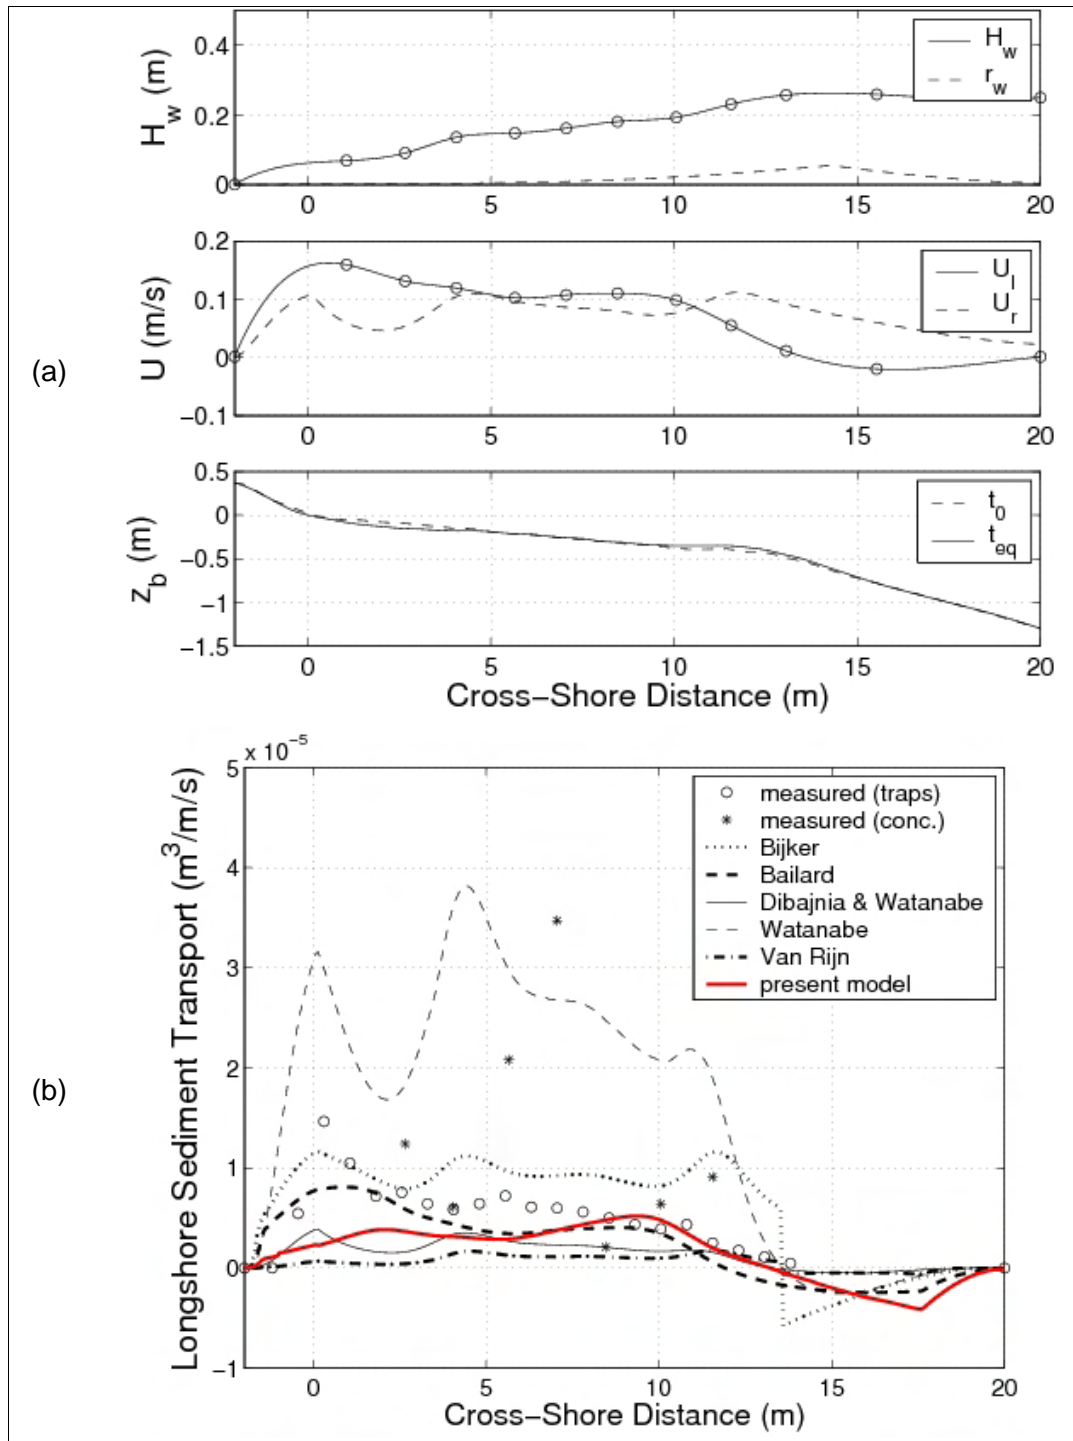 (a)
H_w (m)
0.4
0.2
0
0 5 10 15 20
H_w
r_w
U (m/s)
0.2
0.1
0
−0.1
0 5 10 15 20
U_l
U_r
z_b (m)
0.5
0
−0.5
−1
−1.5
0 5 10 15 20
t_0
t_eq
Cross−Shore Distance (m)
(b)
x 10^−5
Longshore Sediment Transport (m^3/m/s)
5
4
3
2
1
0
−1
0 5 10 15 20
measured (traps)
measured (conc.)
Bijker
Bailard
Dibajnia & Watanabe
Watanabe
Van Rijn
present model
Cross−Shore Distance (m)